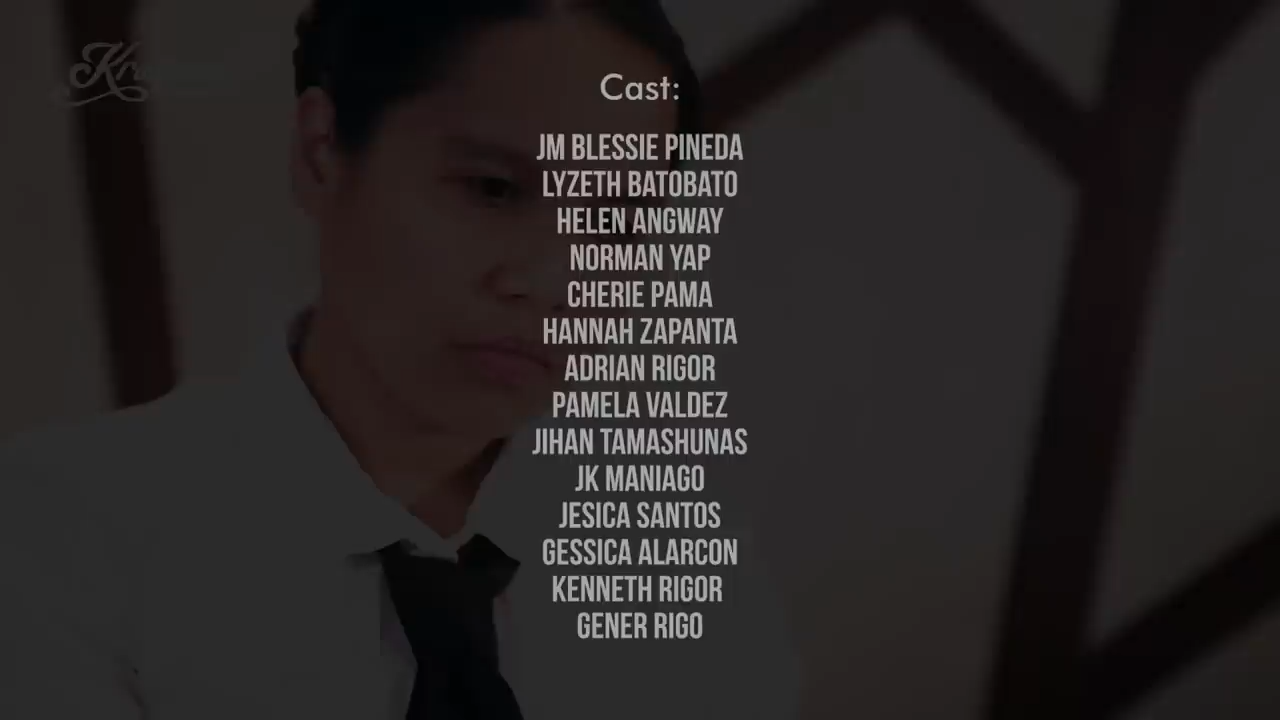 Cast:
JM BLESSIE PINEDA
LYZETH BATOBATO
HELEN ANGWAY
NORMAN YAP
CHERIE PAMA
HANNAH ZAPANTA
ADRIAN RIGOR
PAMELA VALDEZ
JIHAN TAMASHUNAS
JK MANIAGO
JESICA SANTOS
GESSICA ALARCON
KENNETH RIGOR
GENER RIGO